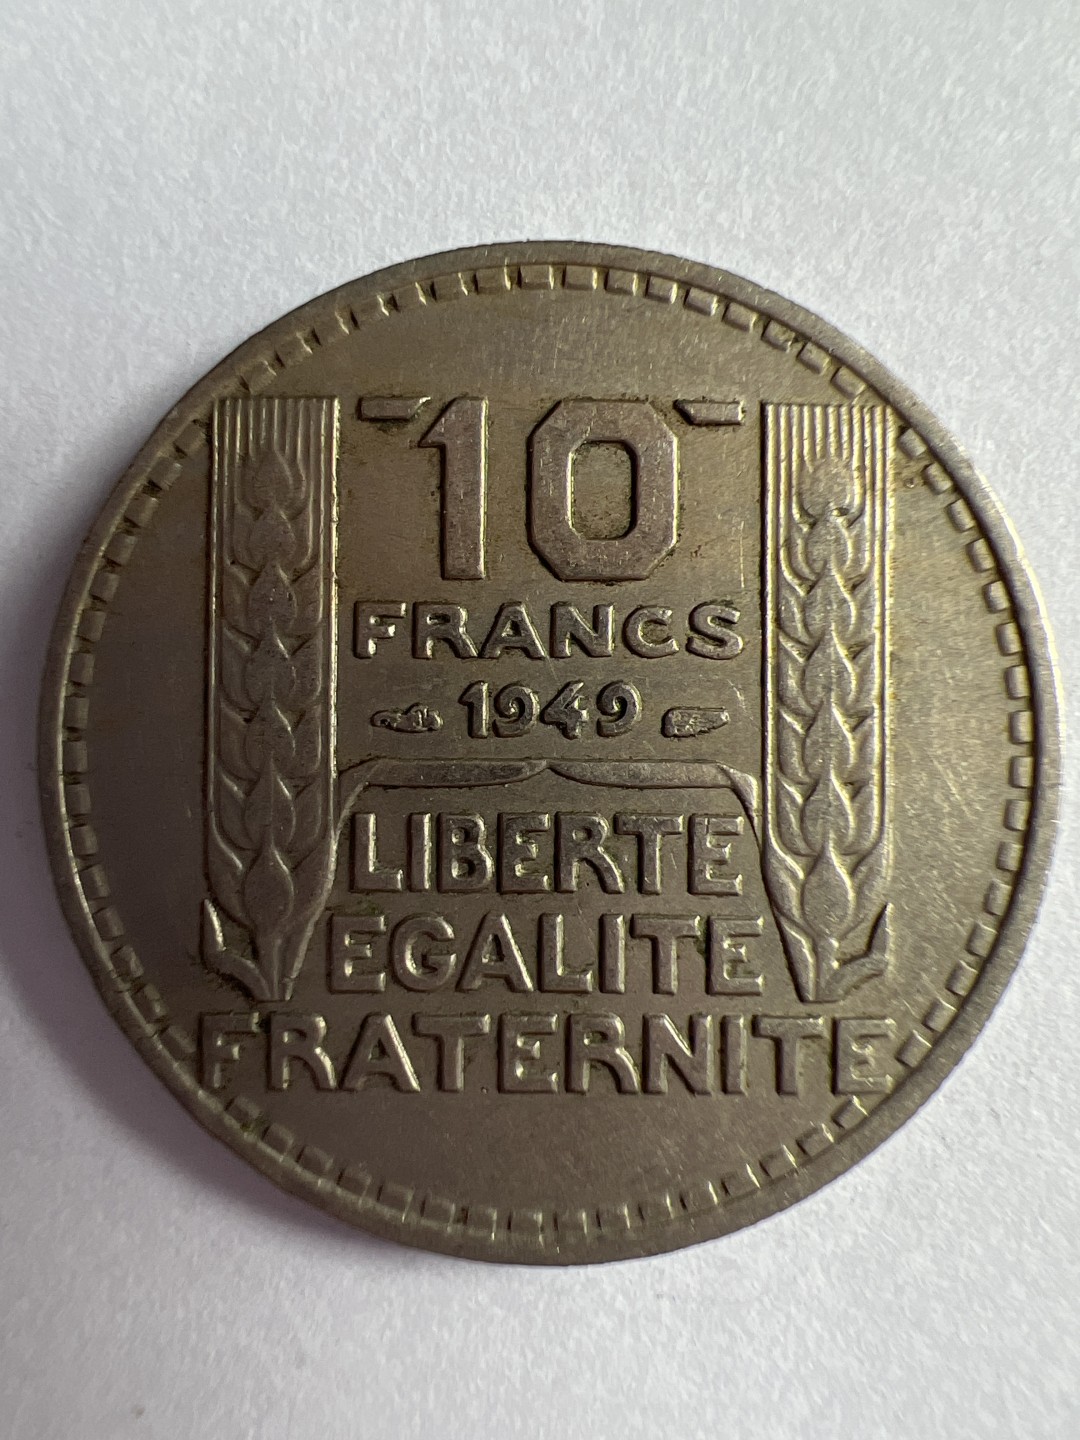 10
FRANCS
1949
LIBERTE
EGALITE
FRATERNITE